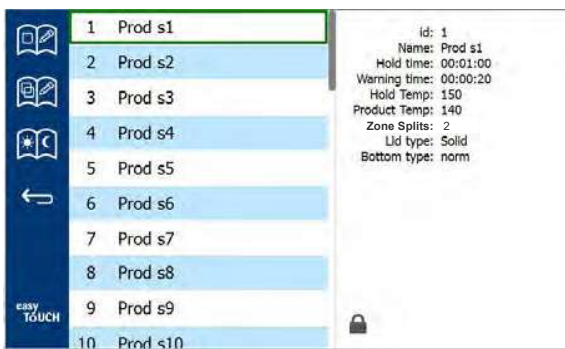 1 Prod s1
2 Prod s2
3 Prod s3
4 Prod s4
5 Prod s5
6 Prod s6
7 Prod s7
8 Prod s8
9 Prod s9
10 Prod s10
easy
TOUCH
id: 1
Name: Prod s1
Hold time: 00:01:00
Warning time: 00:00:20
Hold Temp: 150
Product Temp: 140
Zone Splits: 2
Lid type: Solid
Bottom type: norm